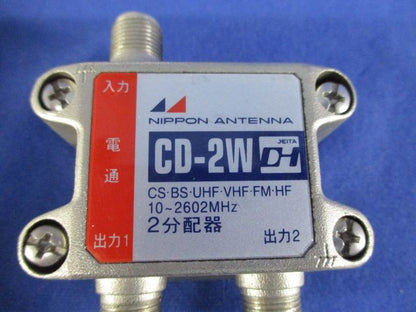 入力
NIPPON ANTENNA
電通
CD-2W
JEITA
DH
CS·BS·UHF·VHF·FM·HF
10~2602MHz
2分配器
出力1
出力2